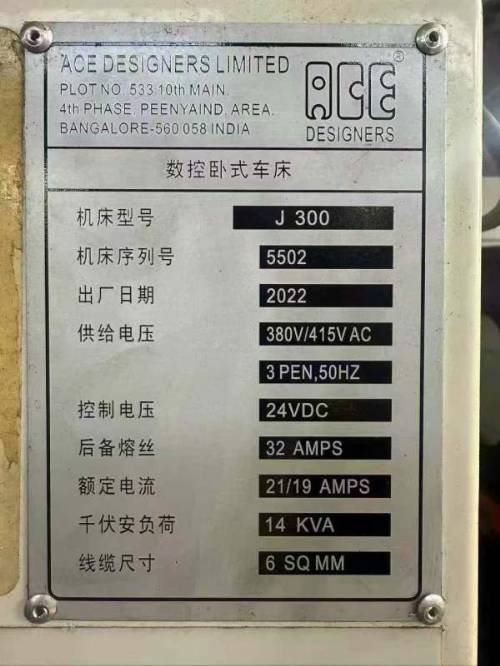 ACE DESIGNERS LIMITED
PLOT NO. 533 10th MAIN,
4th PHASE, PEENYAIND, AREA,
BANGALORE-560 058 INDIA
ACE®
DESIGNERS
数控卧式车床
机床型号 J 300
机床序列号 5502
出厂日期 2022
供给电压 380V/415V AC
3 PEN,50HZ
控制电压 24VDC
后备熔丝 32 AMPS
额定电流 21/19 AMPS
千伏安负荷 14 KVA
线缆尺寸 6 SQ MM